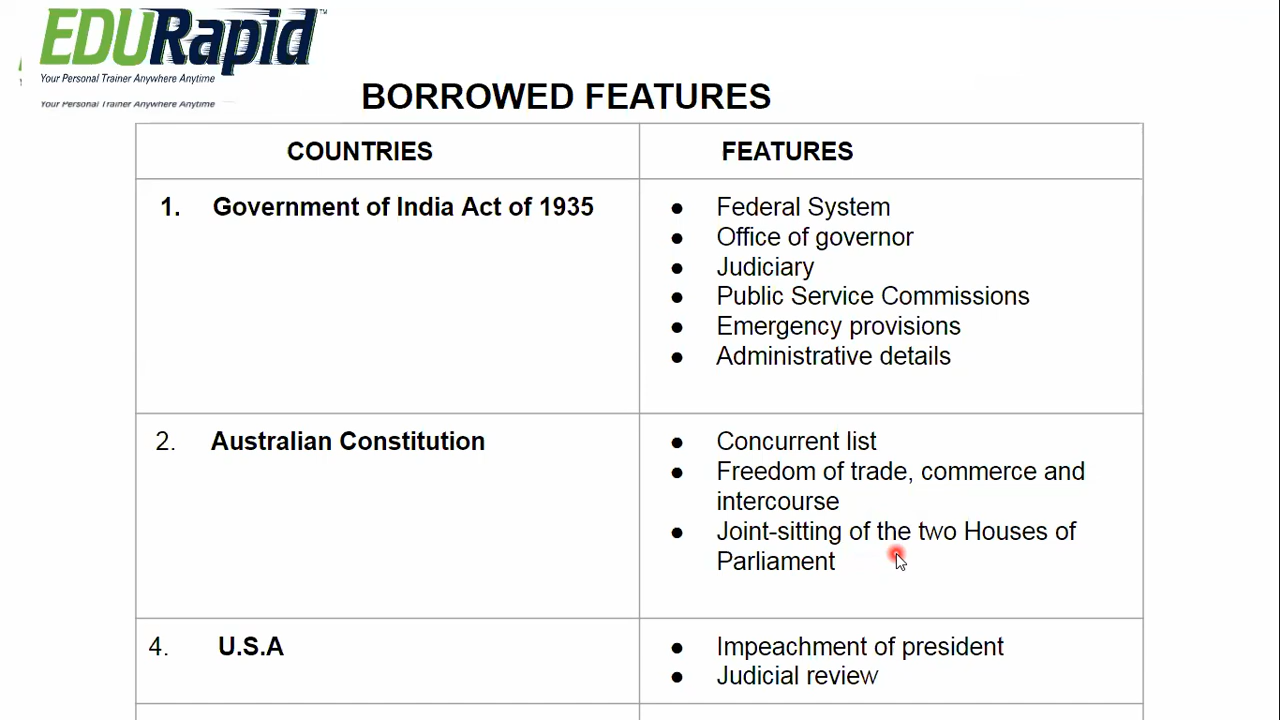 EDURapid™
Your Personal Trainer Anywhere Anytime
Your Personal Trainer Anywhere Anytime
BORROWED FEATURES
COUNTRIES
FEATURES
1. Government of India Act of 1935
● Federal System
● Office of governor
● Judiciary
● Public Service Commissions
● Emergency provisions
● Administrative details
2. Australian Constitution
● Concurrent list
● Freedom of trade, commerce and
intercourse
● Joint-sitting of the two Houses of
Parliament
4. U.S.A
● Impeachment of president
● Judicial review